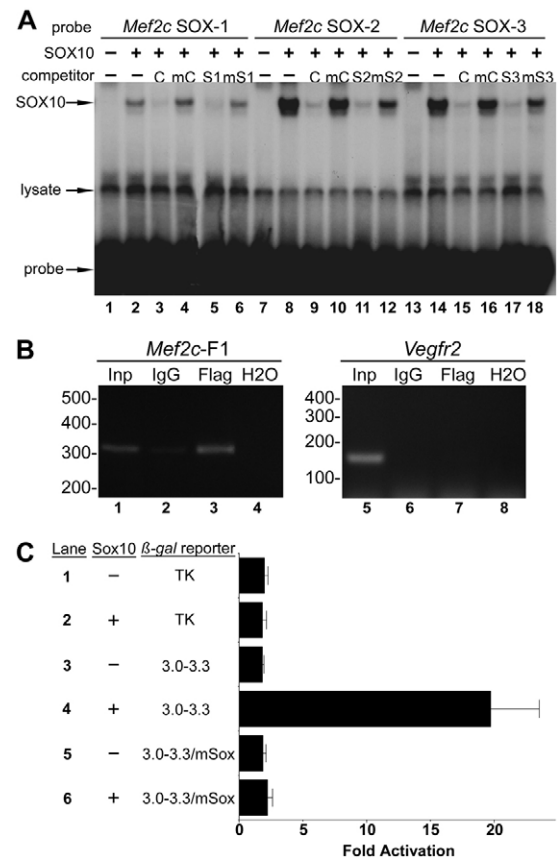 A
probe Mef2c SOX-1 Mef2c SOX-2 Mef2c SOX-3
SOX10 – + + + + + – + + + + + – + + + + +
competitor – – C mC S1 mS1 – – C mC S2 mS2 – – C mC S3 mS3
SOX10
lysate
probe
1 2 3 4 5 6 7 8 9 10 11 12 13 14 15 16 17 18
B
Mef2c-F1
Inp IgG Flag H2O
500-
400-
300-
200-
1 2 3 4
Vegfr2
Inp IgG Flag H2O
400-
300-
200-
100-
5 6 7 8
C
Lane Sox10 ß-gal reporter
1 – TK
2 + TK
3 – 3.0-3.3
4 + 3.0-3.3
5 – 3.0-3.3/mSox
6 + 3.0-3.3/mSox
0 5 10 15 20
Fold Activation